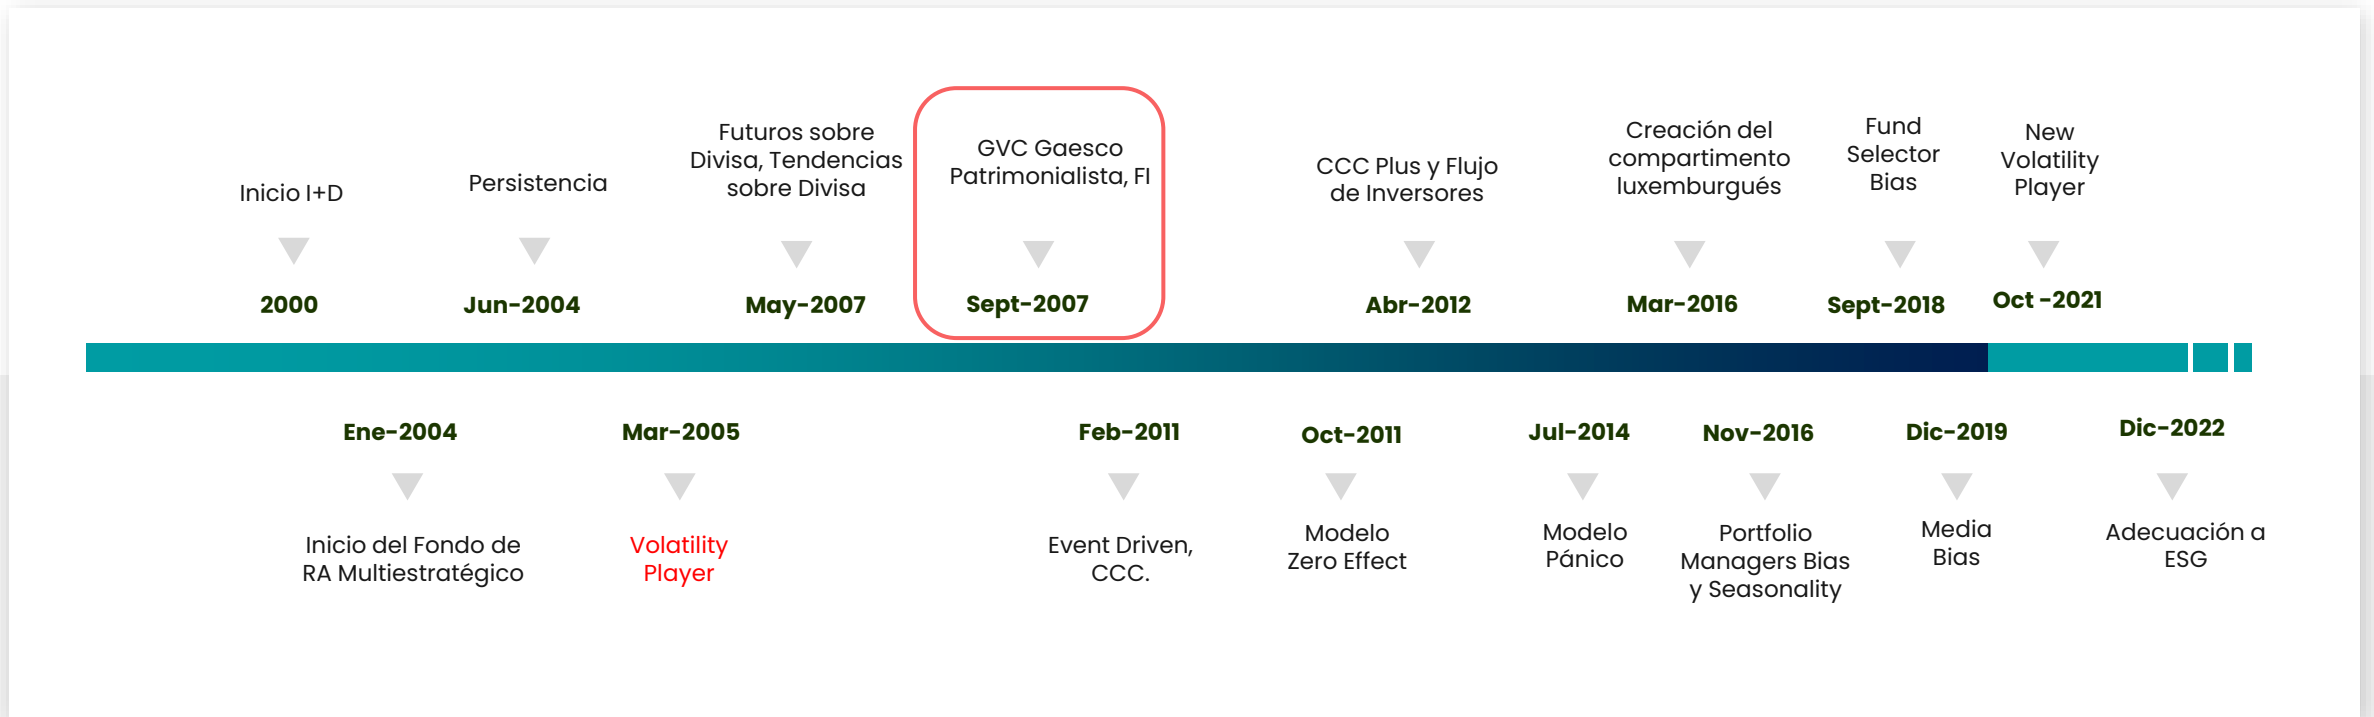 Inicio I+D
2000
Persistencia
Jun-2004
Futuros sobre
Divisa, Tendencias
sobre Divisa
May-2007
GVC Gaesco
Patrimonialista, FI
Sept-2007
CCC Plus y Flujo
de Inversores
Abr-2012
Creación del
compartimento
luxemburgués
Mar-2016
Fund
Selector
Bias
Sept-2018
New
Volatility
Player
Oct -2021
Ene-2004
Inicio del Fondo de
RA Multiestratégico
Mar-2005
Volatility
Player
Feb-2011
Event Driven,
CCC.
Oct-2011
Modelo
Zero Effect
Jul-2014
Modelo
Pánico
Nov-2016
Portfolio
Managers Bias
y Seasonality
Dic-2019
Media
Bias
Dic-2022
Adecuación a
ESG